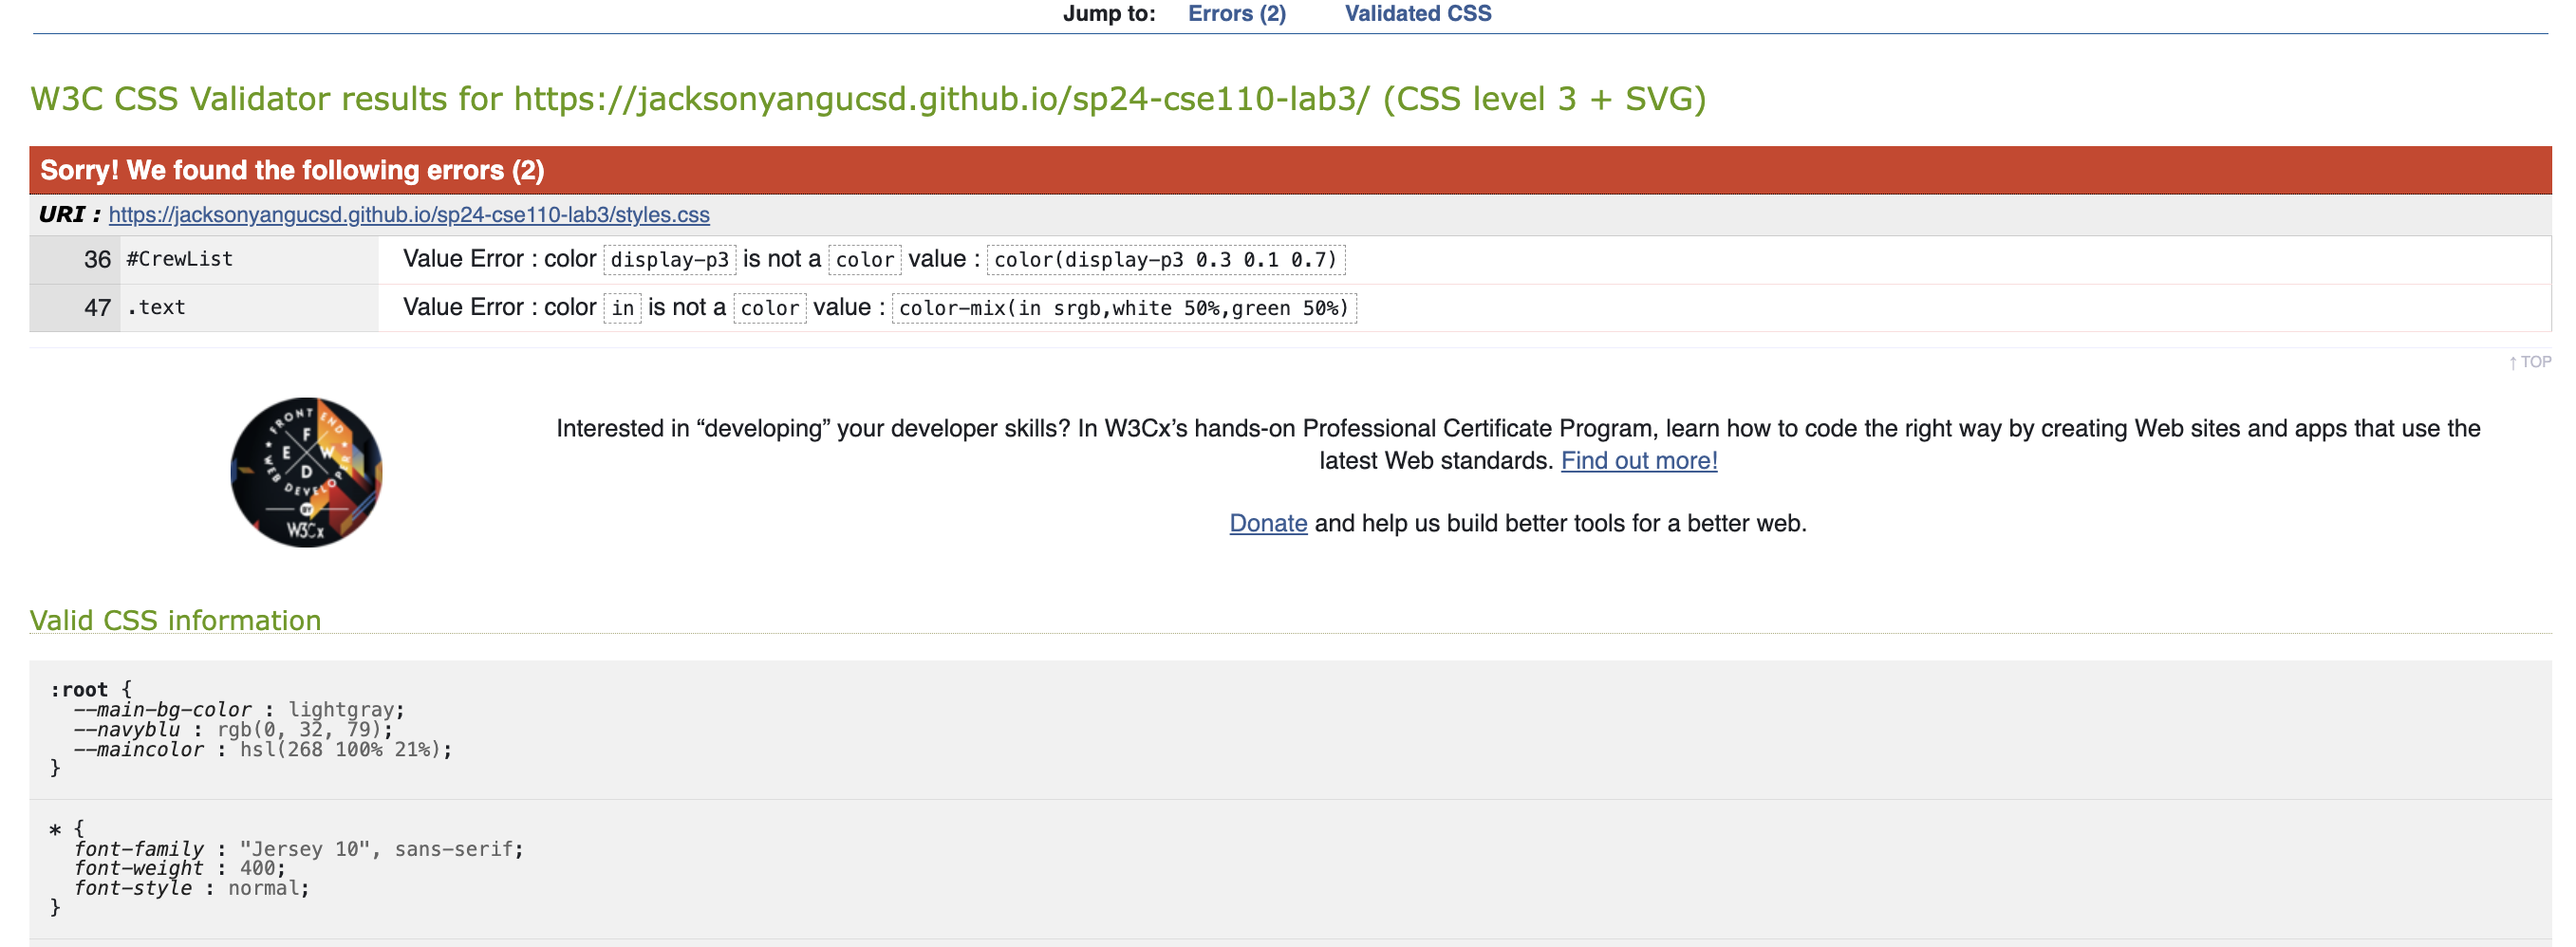 Jump to: Errors (2) Validated CSS
W3C CSS Validator results for https://jacksonyangucsd.github.io/sp24-cse110-lab3/ (CSS level 3 + SVG)
Sorry! We found the following errors (2)
URI : https://jacksonyangucsd.github.io/sp24-cse110-lab3/styles.css
36 #CrewList Value Error : color display-p3 is not a color value : color(display-p3 0.3 0.1 0.7)
47 .text Value Error : color in is not a color value : color-mix(in srgb,white 50%,green 50%)
↑ TOP
FRONT END
F
E W
D
WEB DEVELOPER
BY
W3Cx
Interested in “developing” your developer skills? In W3Cx’s hands-on Professional Certificate Program, learn how to code the right way by creating Web sites and apps that use the
latest Web standards. Find out more!
Donate and help us build better tools for a better web.
Valid CSS information
:root {
--main-bg-color : lightgray;
--navyblu : rgb(0, 32, 79);
--maincolor : hsl(268 100% 21%);
}
* {
font-family : "Jersey 10", sans-serif;
font-weight : 400;
font-style : normal;
}